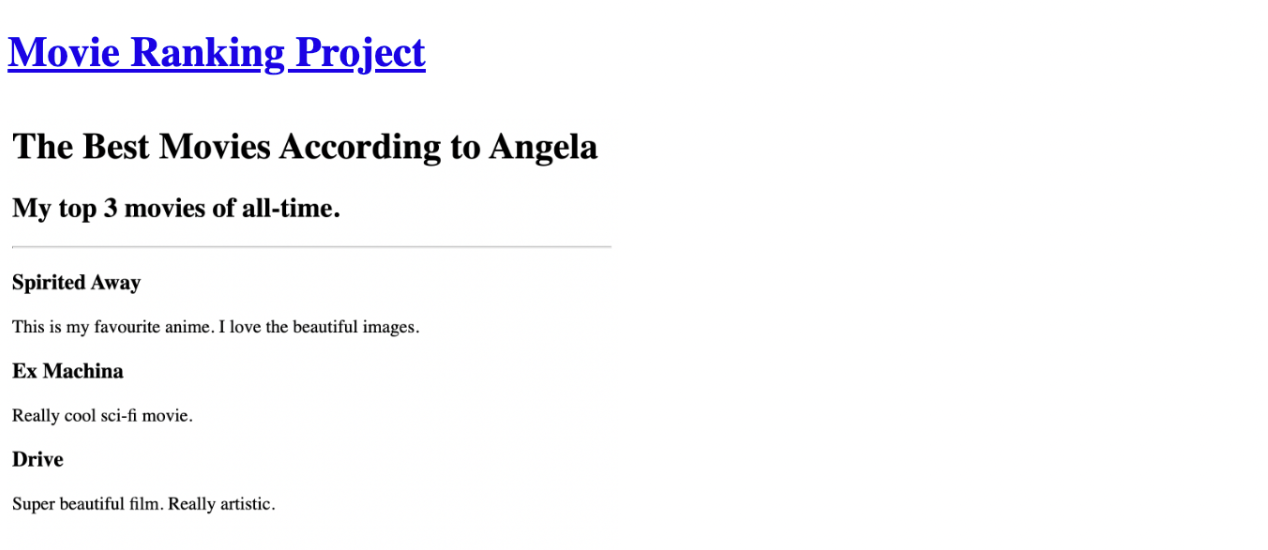 Movie Ranking Project
The Best Movies According to Angela
My top 3 movies of all-time.
Spirited Away
This is my favourite anime. I love the beautiful images.
Ex Machina
Really cool sci-fi movie.
Drive
Super beautiful film. Really artistic.